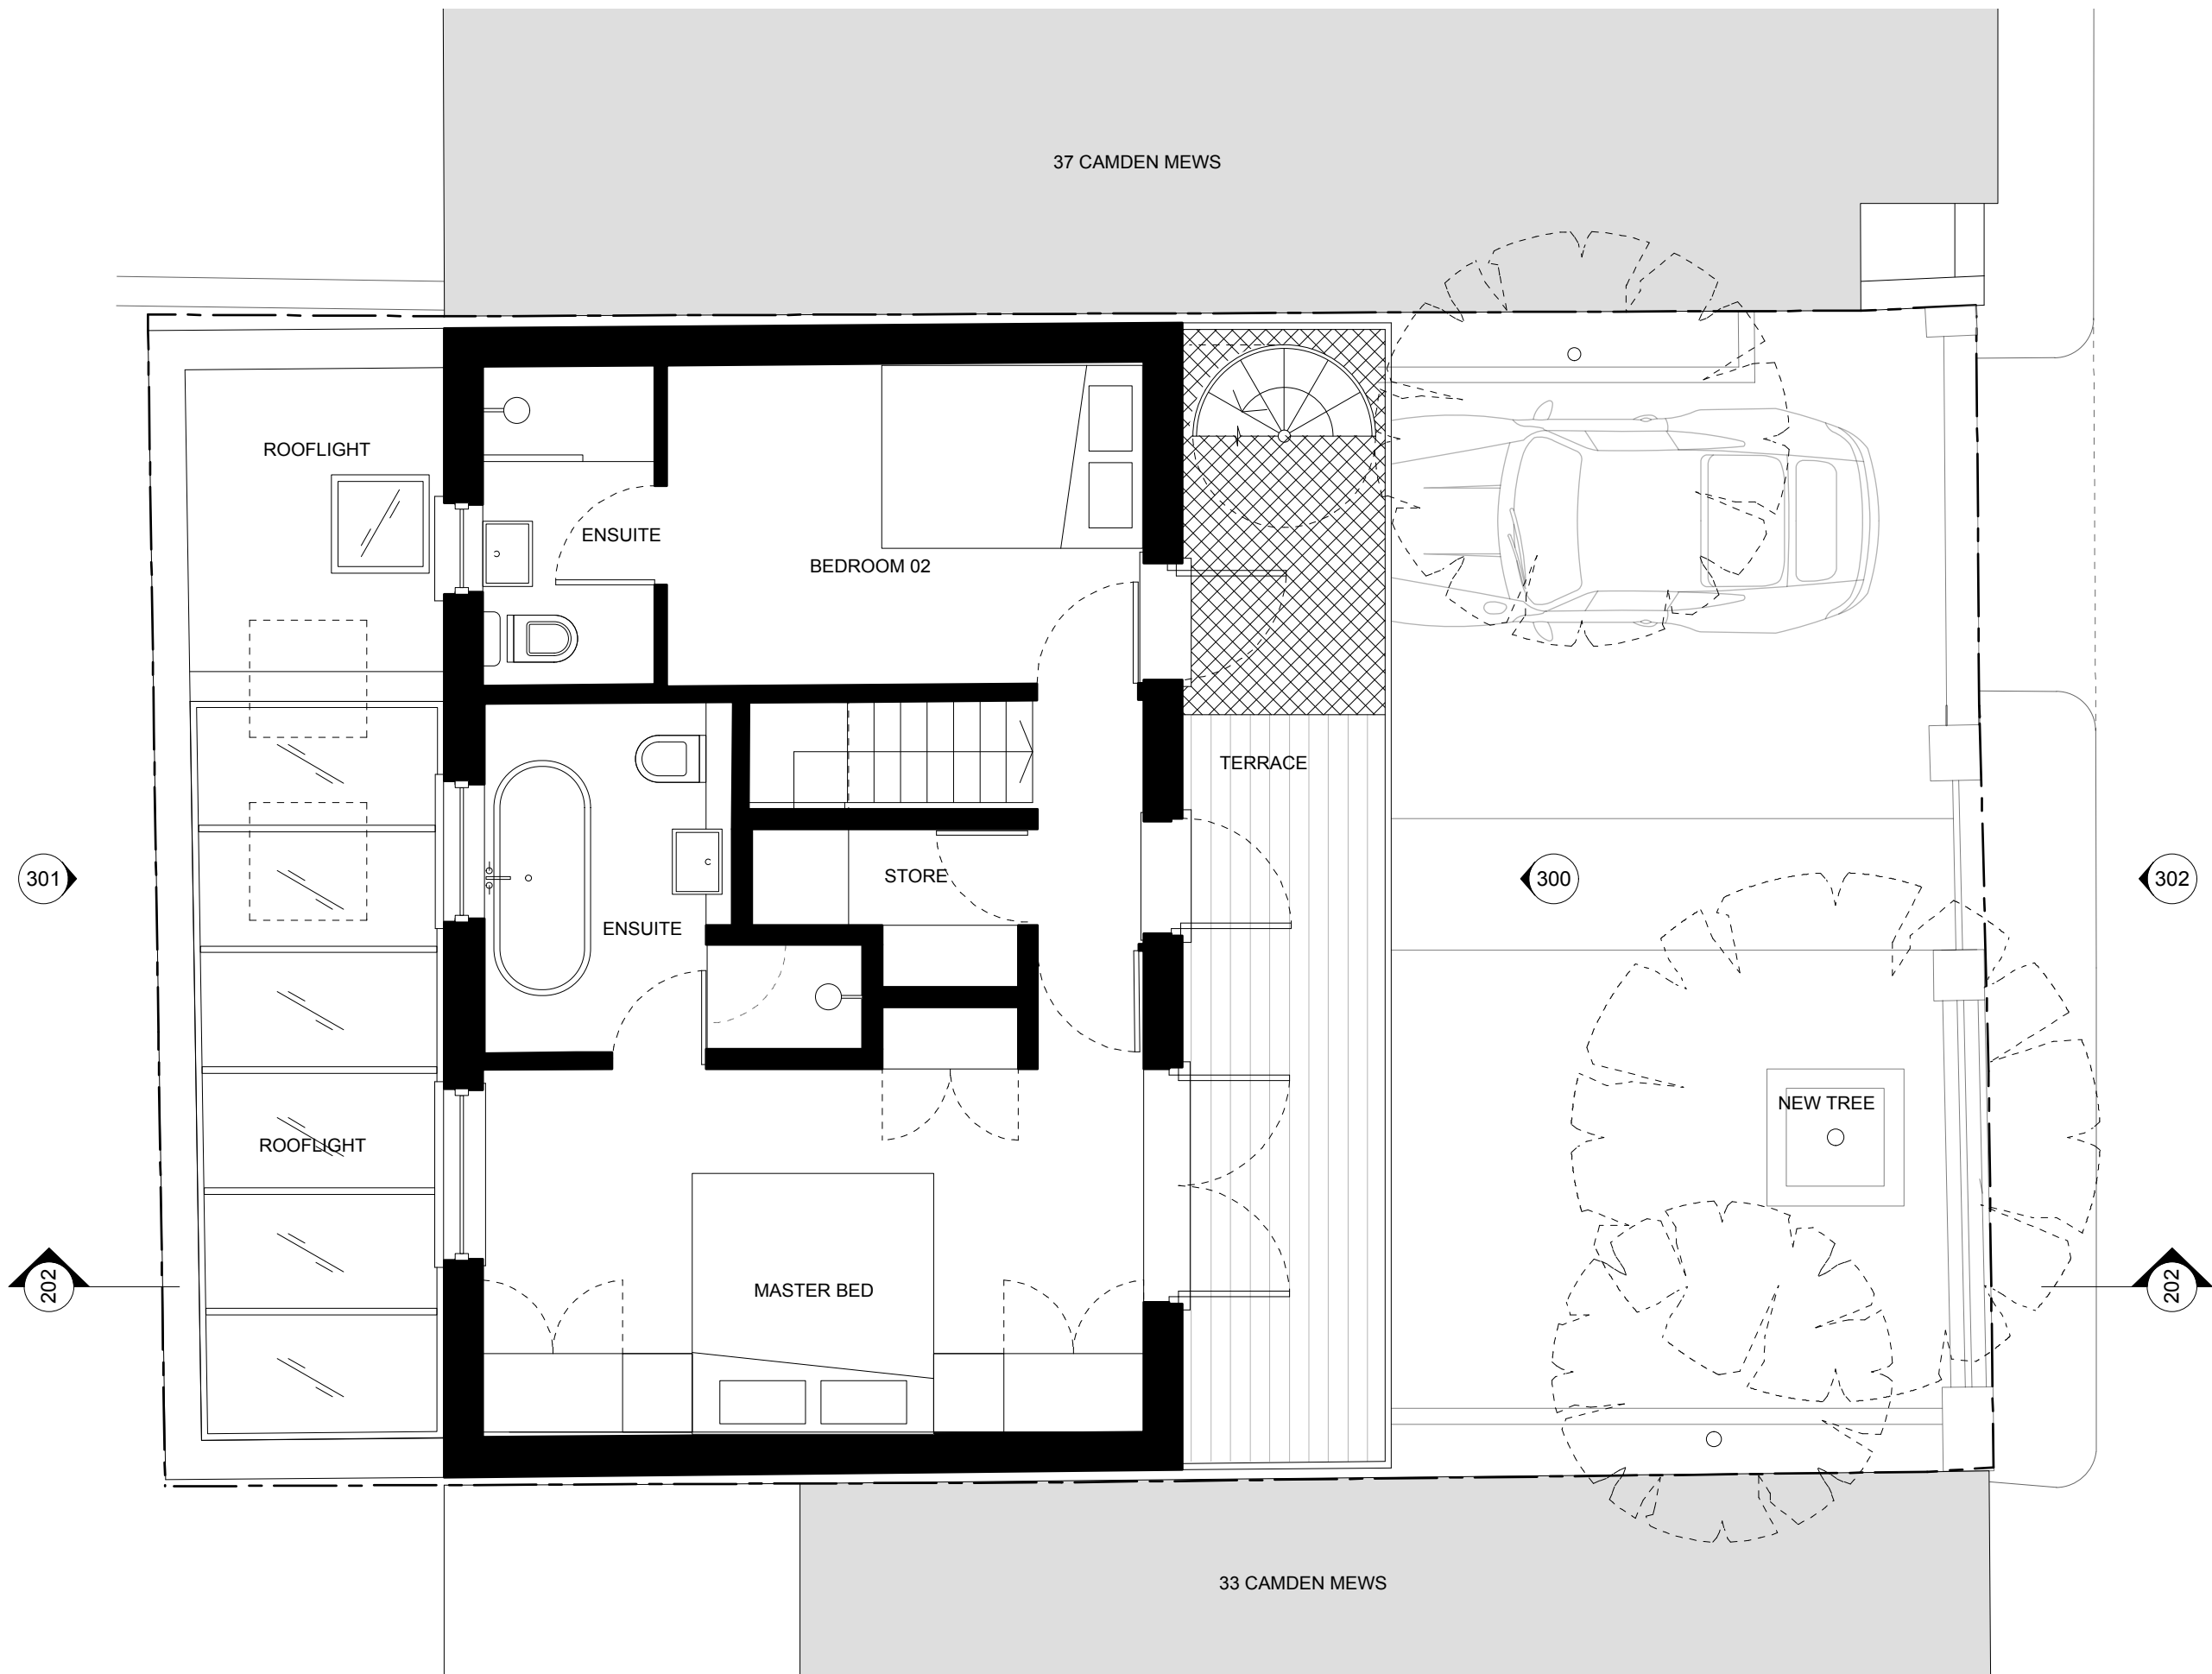 37 CAMDEN MEWS
ROOFLIGHT
ENSUITE
BEDROOM 02
TERRACE
STORE
301
300
302
ENSUITE
NEW TREE
ROOFLIGHT
202
MASTER BED
202
33 CAMDEN MEWS